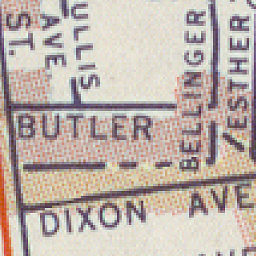 ST.
AVE
ULLIS
BUTLER
BELLINGER
ESTHER
DIXON AVE